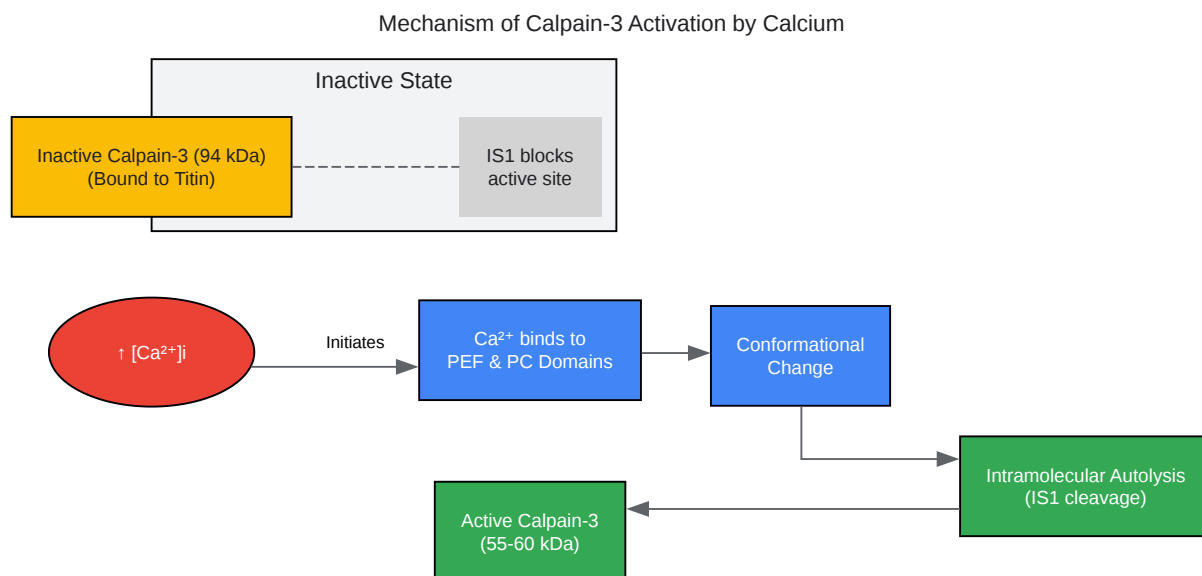 Mechanism of Calpain-3 Activation by Calcium
Inactive State
Inactive Calpain-3 (94 kDa)
(Bound to Titin)
IS1 blocks
active site
↑ [Ca²⁺]i
Initiates
Ca²⁺ binds to
PEF & PC Domains
Conformational
Change
Intramolecular Autolysis
(IS1 cleavage)
Active Calpain-3
(55-60 kDa)